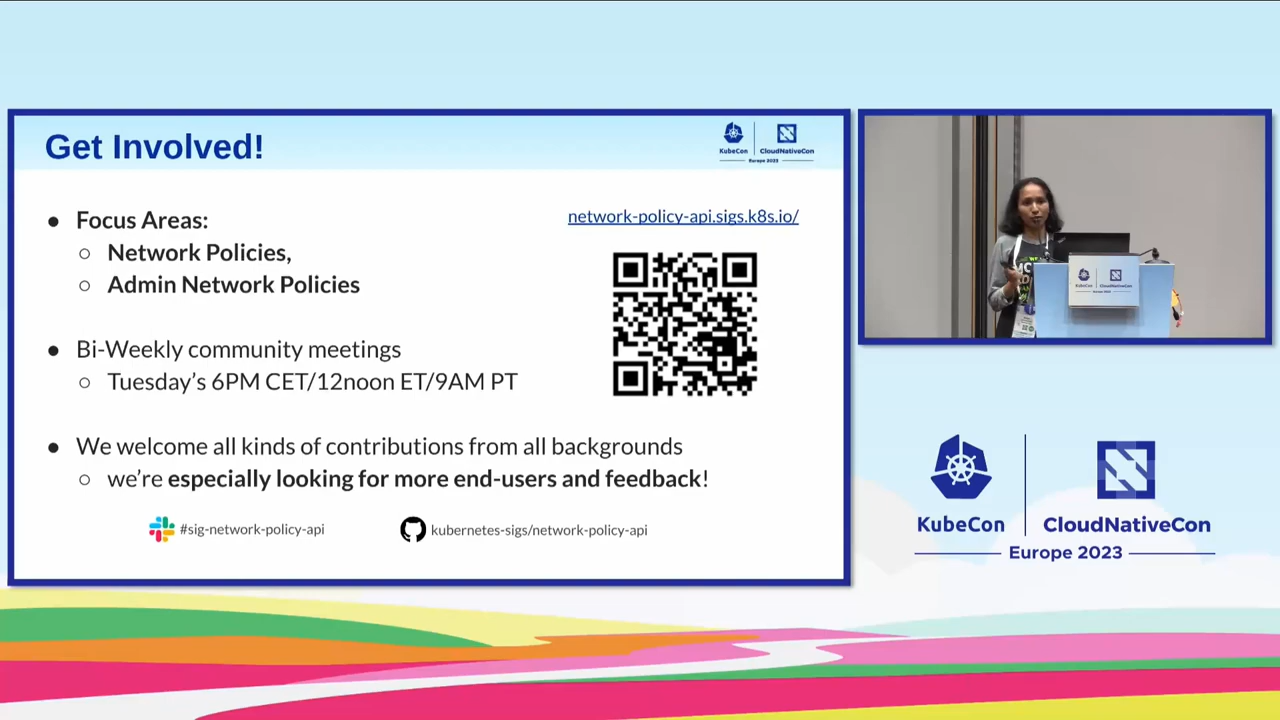 Get Involved!
KubeCon
CloudNativeCon
Europe 2023
● Focus Areas:
○ Network Policies,
○ Admin Network Policies
network-policy-api.sigs.k8s.io/
● Bi-Weekly community meetings
○ Tuesday's 6PM CET/12noon ET/9AM PT
● We welcome all kinds of contributions from all backgrounds
○ we're especially looking for more end-users and feedback!
#sig-network-policy-api
kubernetes-sigs/network-policy-api
KubeCon
CloudNativeCon
Europe 2023